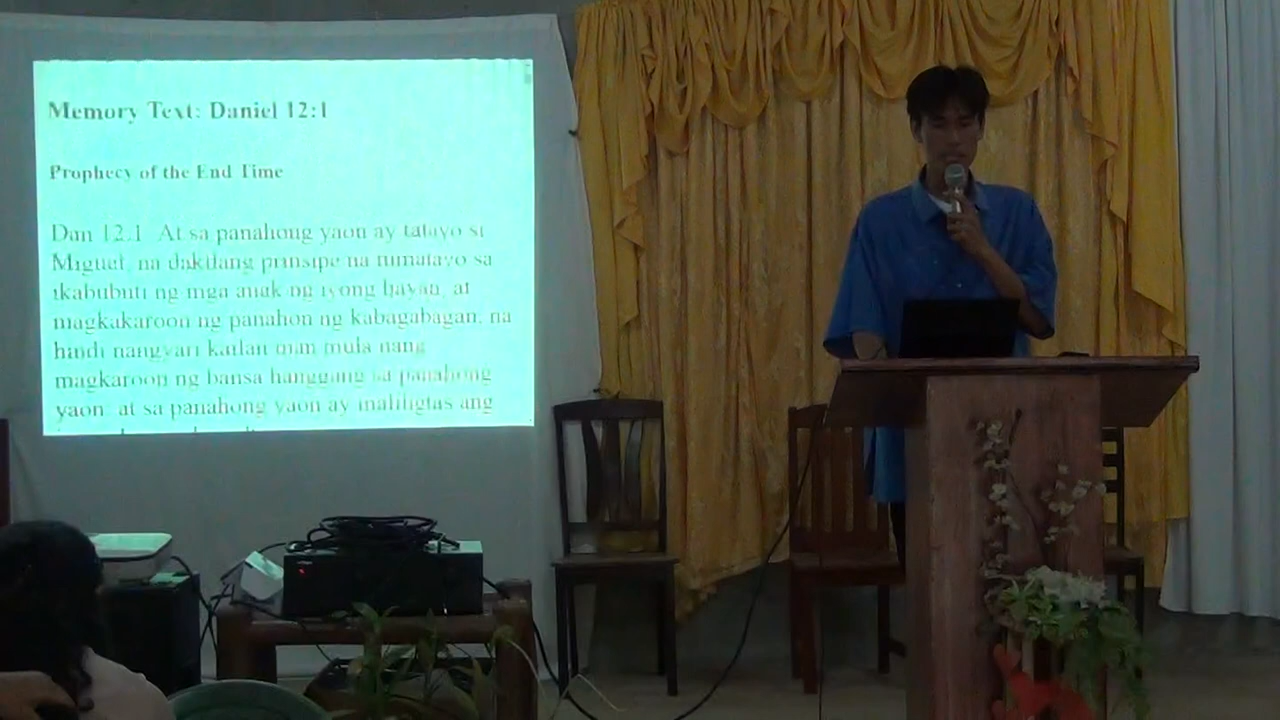 Memory Text: Daniel 12:1
Prophecy of the End Time
Dan 12:1 At sa panahong yaon ay tatayo si
Miguel, na dakilang prinsipe na tumatayo sa
ikabubuti ng mga anak ng iyong bayan, at
magkakaroon ng panahon ng kabagabagan, na
hindi nangyari kailan man mula nang
magkaroon ng bansa hanggang sa panahong
yaon: at sa panahong yaon ay maliligtas ang